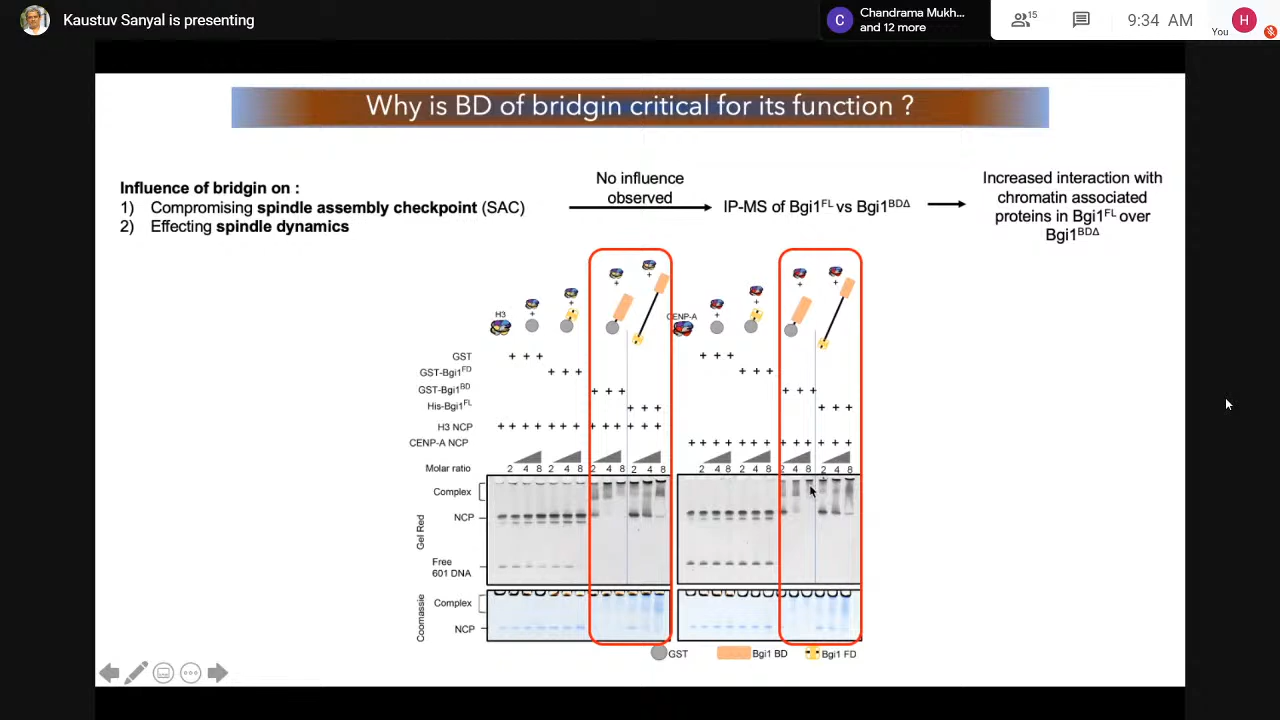 Kaustuv Sanyal is presenting
C
Chandrama Mukh...
and 12 more
15
9:34 AM
You
H
Why is BD of bridgin critical for its function ?
Influence of bridgin on :
1) Compromising spindle assembly checkpoint (SAC)
2) Effecting spindle dynamics
No influence
observed
IP-MS of Bgi1FL vs Bgi1BDΔ
Increased interaction with
chromatin associated
proteins in Bgi1FL over
Bgi1BDΔ
H3
+ + + +
CENP-A
+ + + +
GST + + + + + +
GST-Bgi1FD + + + + + +
GST-Bgi1BD + + + + + +
His-Bgi1FL + + + + + +
H3 NCP + + + + + + + + + + + + +
CENP-A NCP + + + + + + + + + + + + +
Molar ratio 2 4 8 2 4 8 2 4 8 2 4 8 2 4 8 2 4 8 2 4 8 2 4 8
Gel Red
Complex
NCP
Free
601 DNA
Coomassie
Complex
NCP
GST
Bgi1 BD
Bgi1 FD